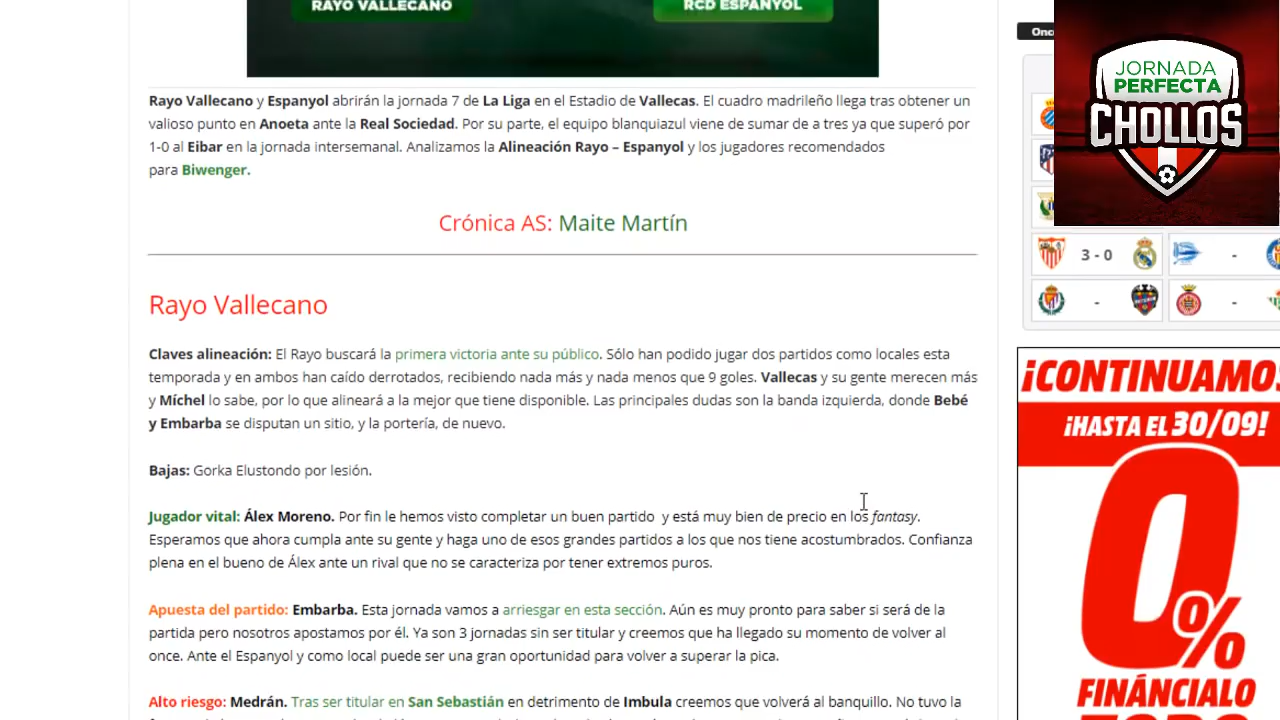 RAYO VALLECANO
RCD ESPANYOL
Rayo Vallecano y Espanyol abrirán la jornada 7 de La Liga en el Estadio de Vallecas. El cuadro madrileño llega tras obtener un
valioso punto en Anoeta ante la Real Sociedad. Por su parte, el equipo blanquiazul viene de sumar de a tres ya que superó por
1-0 al Eibar en la jornada intersemanal. Analizamos la Alineación Rayo – Espanyol y los jugadores recomendados
para Biwenger.
Crónica AS: Maite Martín
Rayo Vallecano
Claves alineación: El Rayo buscará la primera victoria ante su público. Sólo han podido jugar dos partidos como locales esta
temporada y en ambos han caído derrotados, recibiendo nada más y nada menos que 9 goles. Vallecas y su gente merecen más
y Míchel lo sabe, por lo que alineará a la mejor que tiene disponible. Las principales dudas son la banda izquierda, donde Bebé
y Embarba se disputan un sitio, y la portería, de nuevo.
Bajas: Gorka Elustondo por lesión.
Jugador vital: Álex Moreno. Por fin le hemos visto completar un buen partido y está muy bien de precio en los fantasy.
Esperamos que ahora cumpla ante su gente y haga uno de esos grandes partidos a los que nos tiene acostumbrados. Confianza
plena en el bueno de Álex ante un rival que no se caracteriza por tener extremos puros.
Apuesta del partido: Embarba. Esta jornada vamos a arriesgar en esta sección. Aún es muy pronto para saber si será de la
partida pero nosotros apostamos por él. Ya son 3 jornadas sin ser titular y creemos que ha llegado su momento de volver al
once. Ante el Espanyol y como local puede ser una gran oportunidad para volver a superar la pica.
Alto riesgo: Medrán. Tras ser titular en San Sebastián en detrimento de Imbula creemos que volverá al banquillo. No tuvo la
Onc
JORNADA
PERFECTA
CHOLLOS
3 - 0
-
-
-
¡CONTINUAMOS
¡HASTA EL 30/09!
0%
FINÁNCIALO